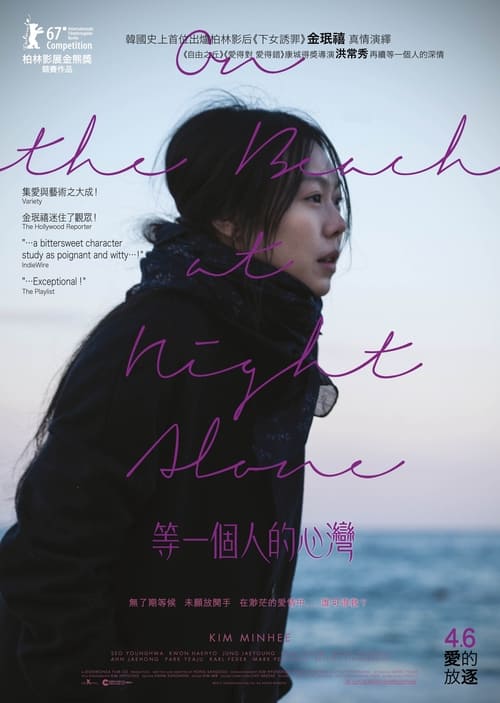 67 Internationale Filmfestspiele Berlin
Competition
柏林影展金熊獎
競賽作品
韓國史上首位出爐柏林影后《下女誘罪》金珉禧 真情演繹
《自由之丘》《愛得對 愛得錯》康城得獎導演洪常秀再續等一個人的深情
On
the Beach
at
Night
Alone
集愛與藝術之大成！
Variety
金珉禧迷住了觀眾！
The Hollywood Reporter
"…a bittersweet character
study as poignant and witty…!"
IndieWire
"…Exceptional !"
The Playlist
等一個人的心灣
無了期等候 未願放開手 在渺茫的愛情中
KIM MINHEE
SEO YOUNGHWA KWON HAEHYO JUNG JAEYOUNG
AHN JAEHONG PARK YEAJU KARL FEDER
4.6
愛的
放逐